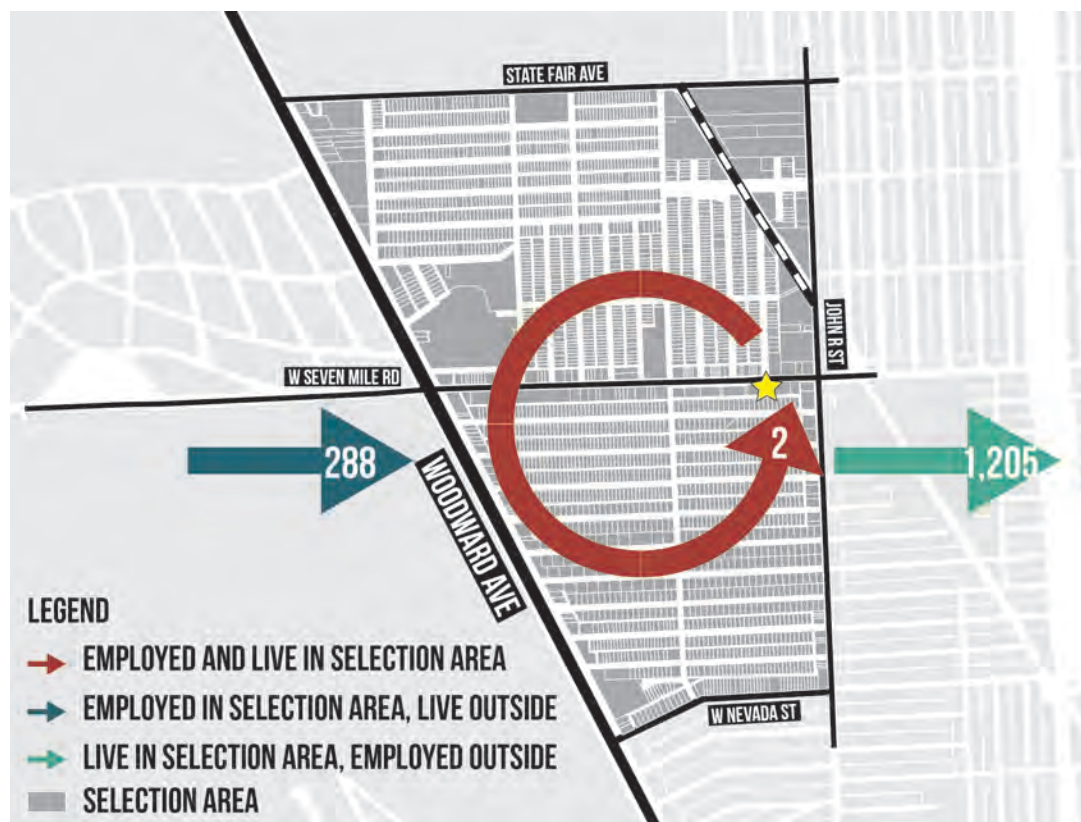 STATE FAIR AVE
JOHN R ST
W SEVEN MILE RD
288
2
1,205
WOODWARD AVE
W NEVADA ST
LEGEND
EMPLOYED AND LIVE IN SELECTION AREA
EMPLOYED IN SELECTION AREA, LIVE OUTSIDE
LIVE IN SELECTION AREA, EMPLOYED OUTSIDE
SELECTION AREA